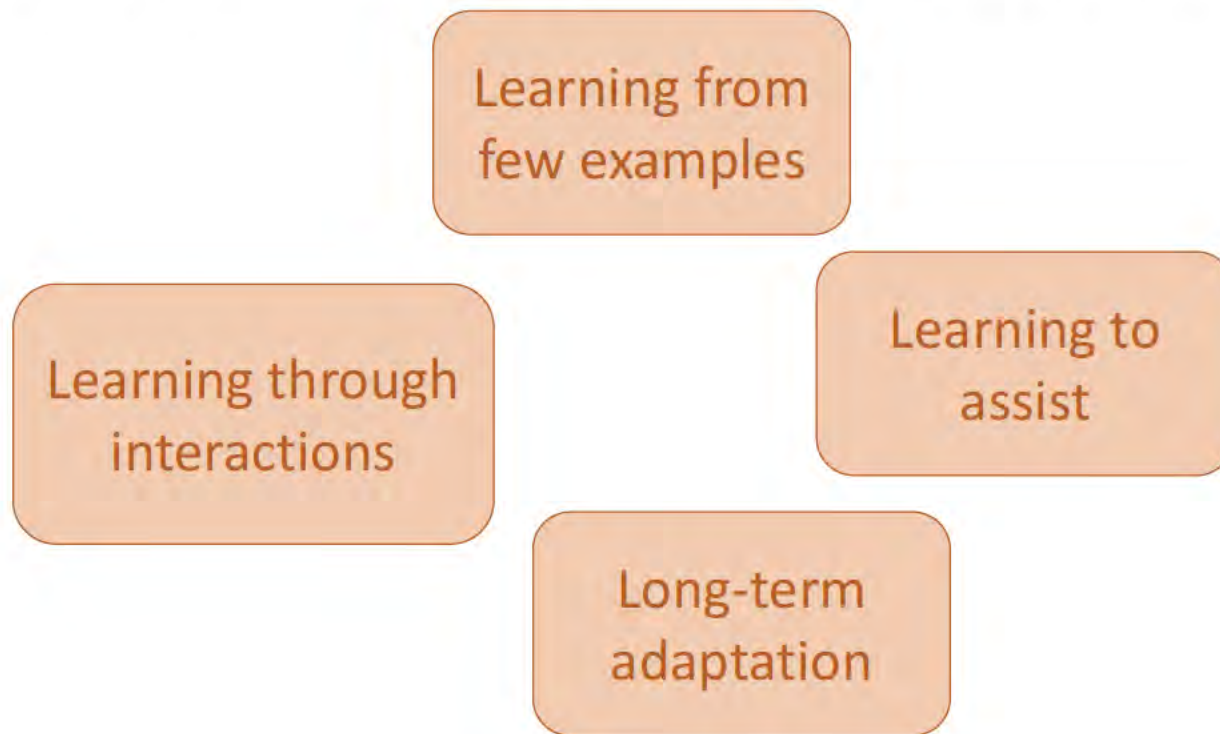 Learning from
few examples
Learning to
assist
Learning through
interactions
Long-term
adaptation